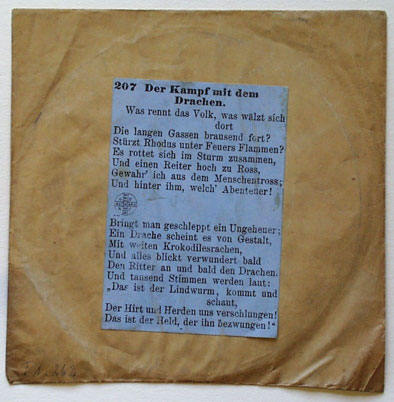 207 Der Kampf mit dem
Drachen.
Was rennt das Volk, was wälzt sich
dort
Die langen Gassen brausend fort?
Stürzt Rhodus unter Feuers Flammen?
Es rottet sich im Sturm zusammen,
Und einen Reiter hoch zu Ross,
Gewahr' ich aus dem Menschentross;
Und hinter ihm, welch' Abenteuer!
Bringt man geschleppt ein Ungeheuer;
Ein Drache scheint es von Gestalt,
Mit weiten Krokodilesrachen,
Und alles blickt verwundert bald
Den Ritter an und bald den Drachen.
Und tausend Stimmen werden laut:
„Das ist der Lindwurm, kommt und
schaut,
Der Hirt und Herden uns verschlungen!
Das ist der Held, der ihn bezwungen!“